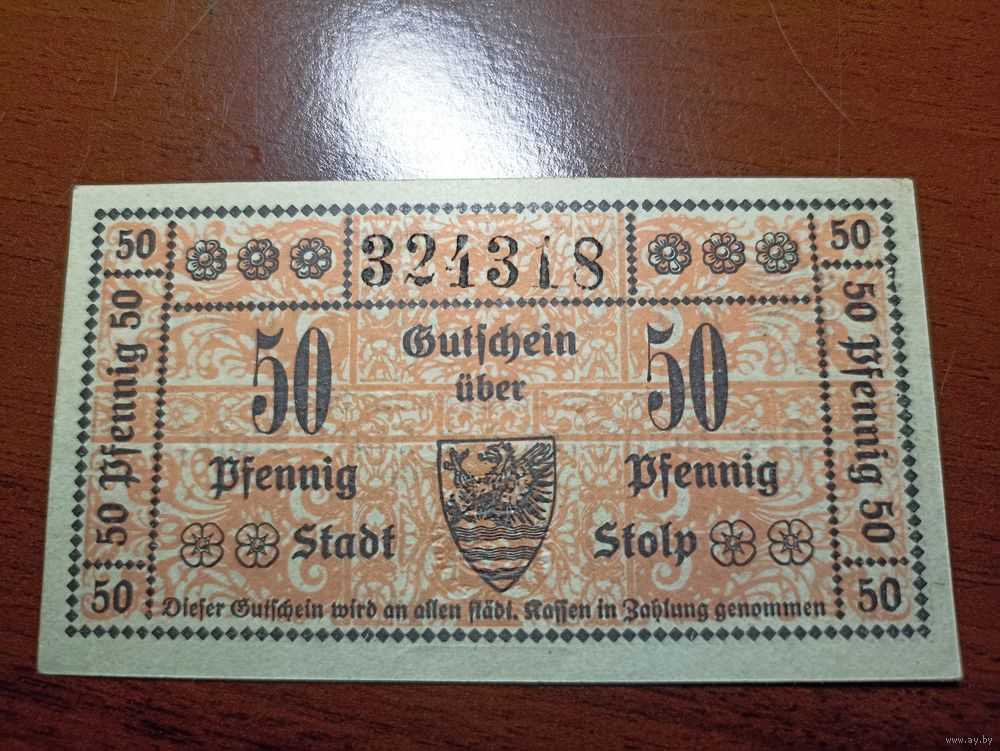 50 324318 50
50 Pfennig 50
50 Pfennig 50
50 Gutschein 50
über
Pfennig Pfennig
Stadt Stolp
50 Dieser Gutschein wird an allen städt. Kassen in Zahlung genommen 50
www.ay.by